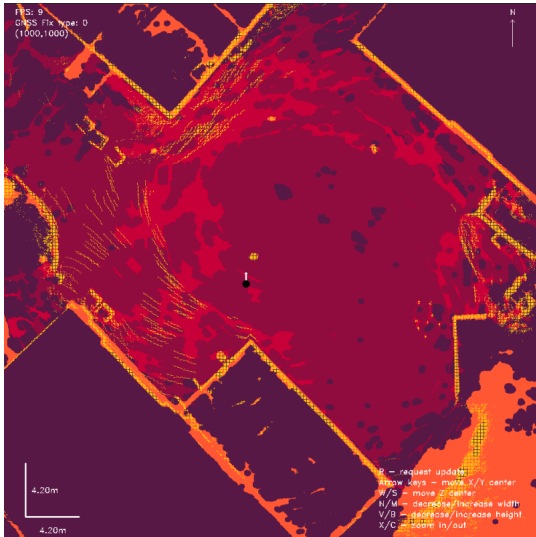 FPS: 9
GNSS Fix type: 0
(1000,1000)
N
R – request update
Arrow keys – move X/Y center
W/S – move Z center
N/M – decrease/increase width
V/B – decrease/increase height
X/C – zoom in/out
4.20m
4.20m